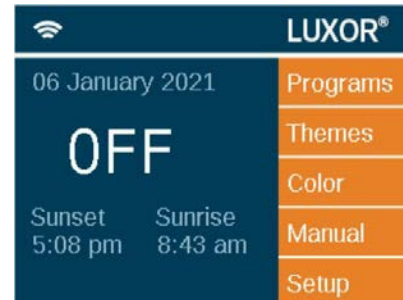 LUXOR®
06 January 2021
OFF
Sunset Sunrise
5:08 pm 8:43 am
Programs
Themes
Color
Manual
Setup